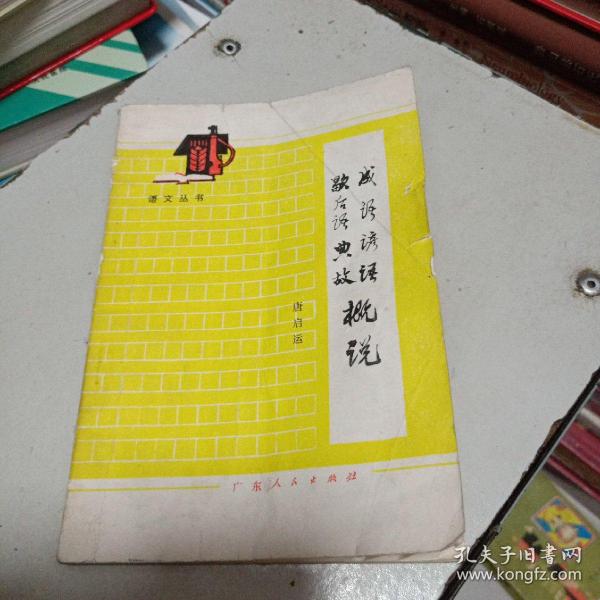 语文丛书
成语谚语
歇后语典故
概说
唐启运
广东人民出版社
孔夫子旧书网
www.kongfz.com